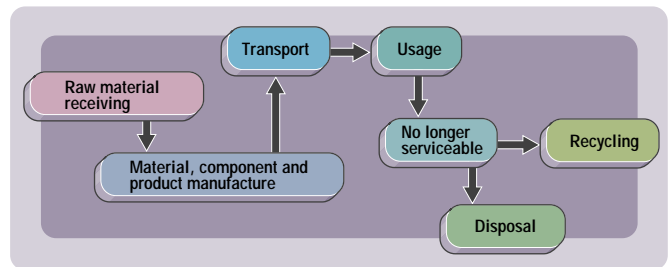 Raw material
receiving
Material, component and
product manufacture
Transport
Usage
No longer
serviceable
Recycling
Disposal